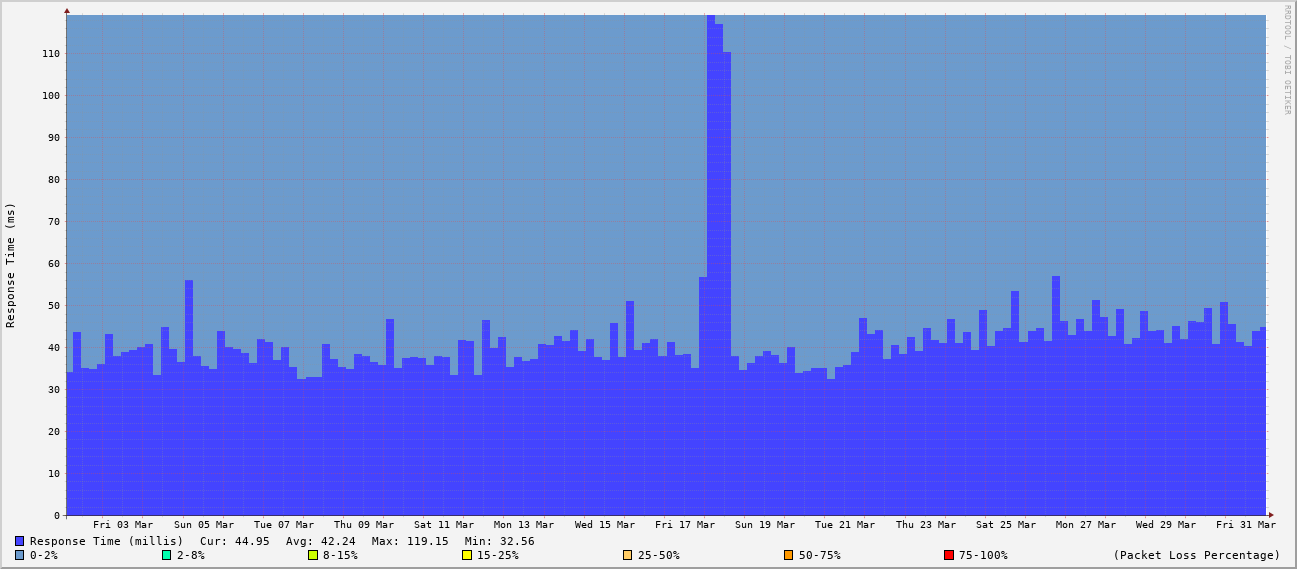 RRDTOOL / TOBI OETIKER
Response Time (ms)
110
100
90
80
70
60
50
40
30
20
10
0
Fri 03 Mar Sun 05 Mar Tue 07 Mar Thu 09 Mar Sat 11 Mar Mon 13 Mar Wed 15 Mar Fri 17 Mar Sun 19 Mar Tue 21 Mar Thu 23 Mar Sat 25 Mar Mon 27 Mar Wed 29 Mar Fri 31 Mar
Response Time (millis) Cur: 44.95 Avg: 42.24 Max: 119.15 Min: 32.56
0-2% 2-8% 8-15% 15-25% 25-50% 50-75% 75-100% (Packet Loss Percentage)